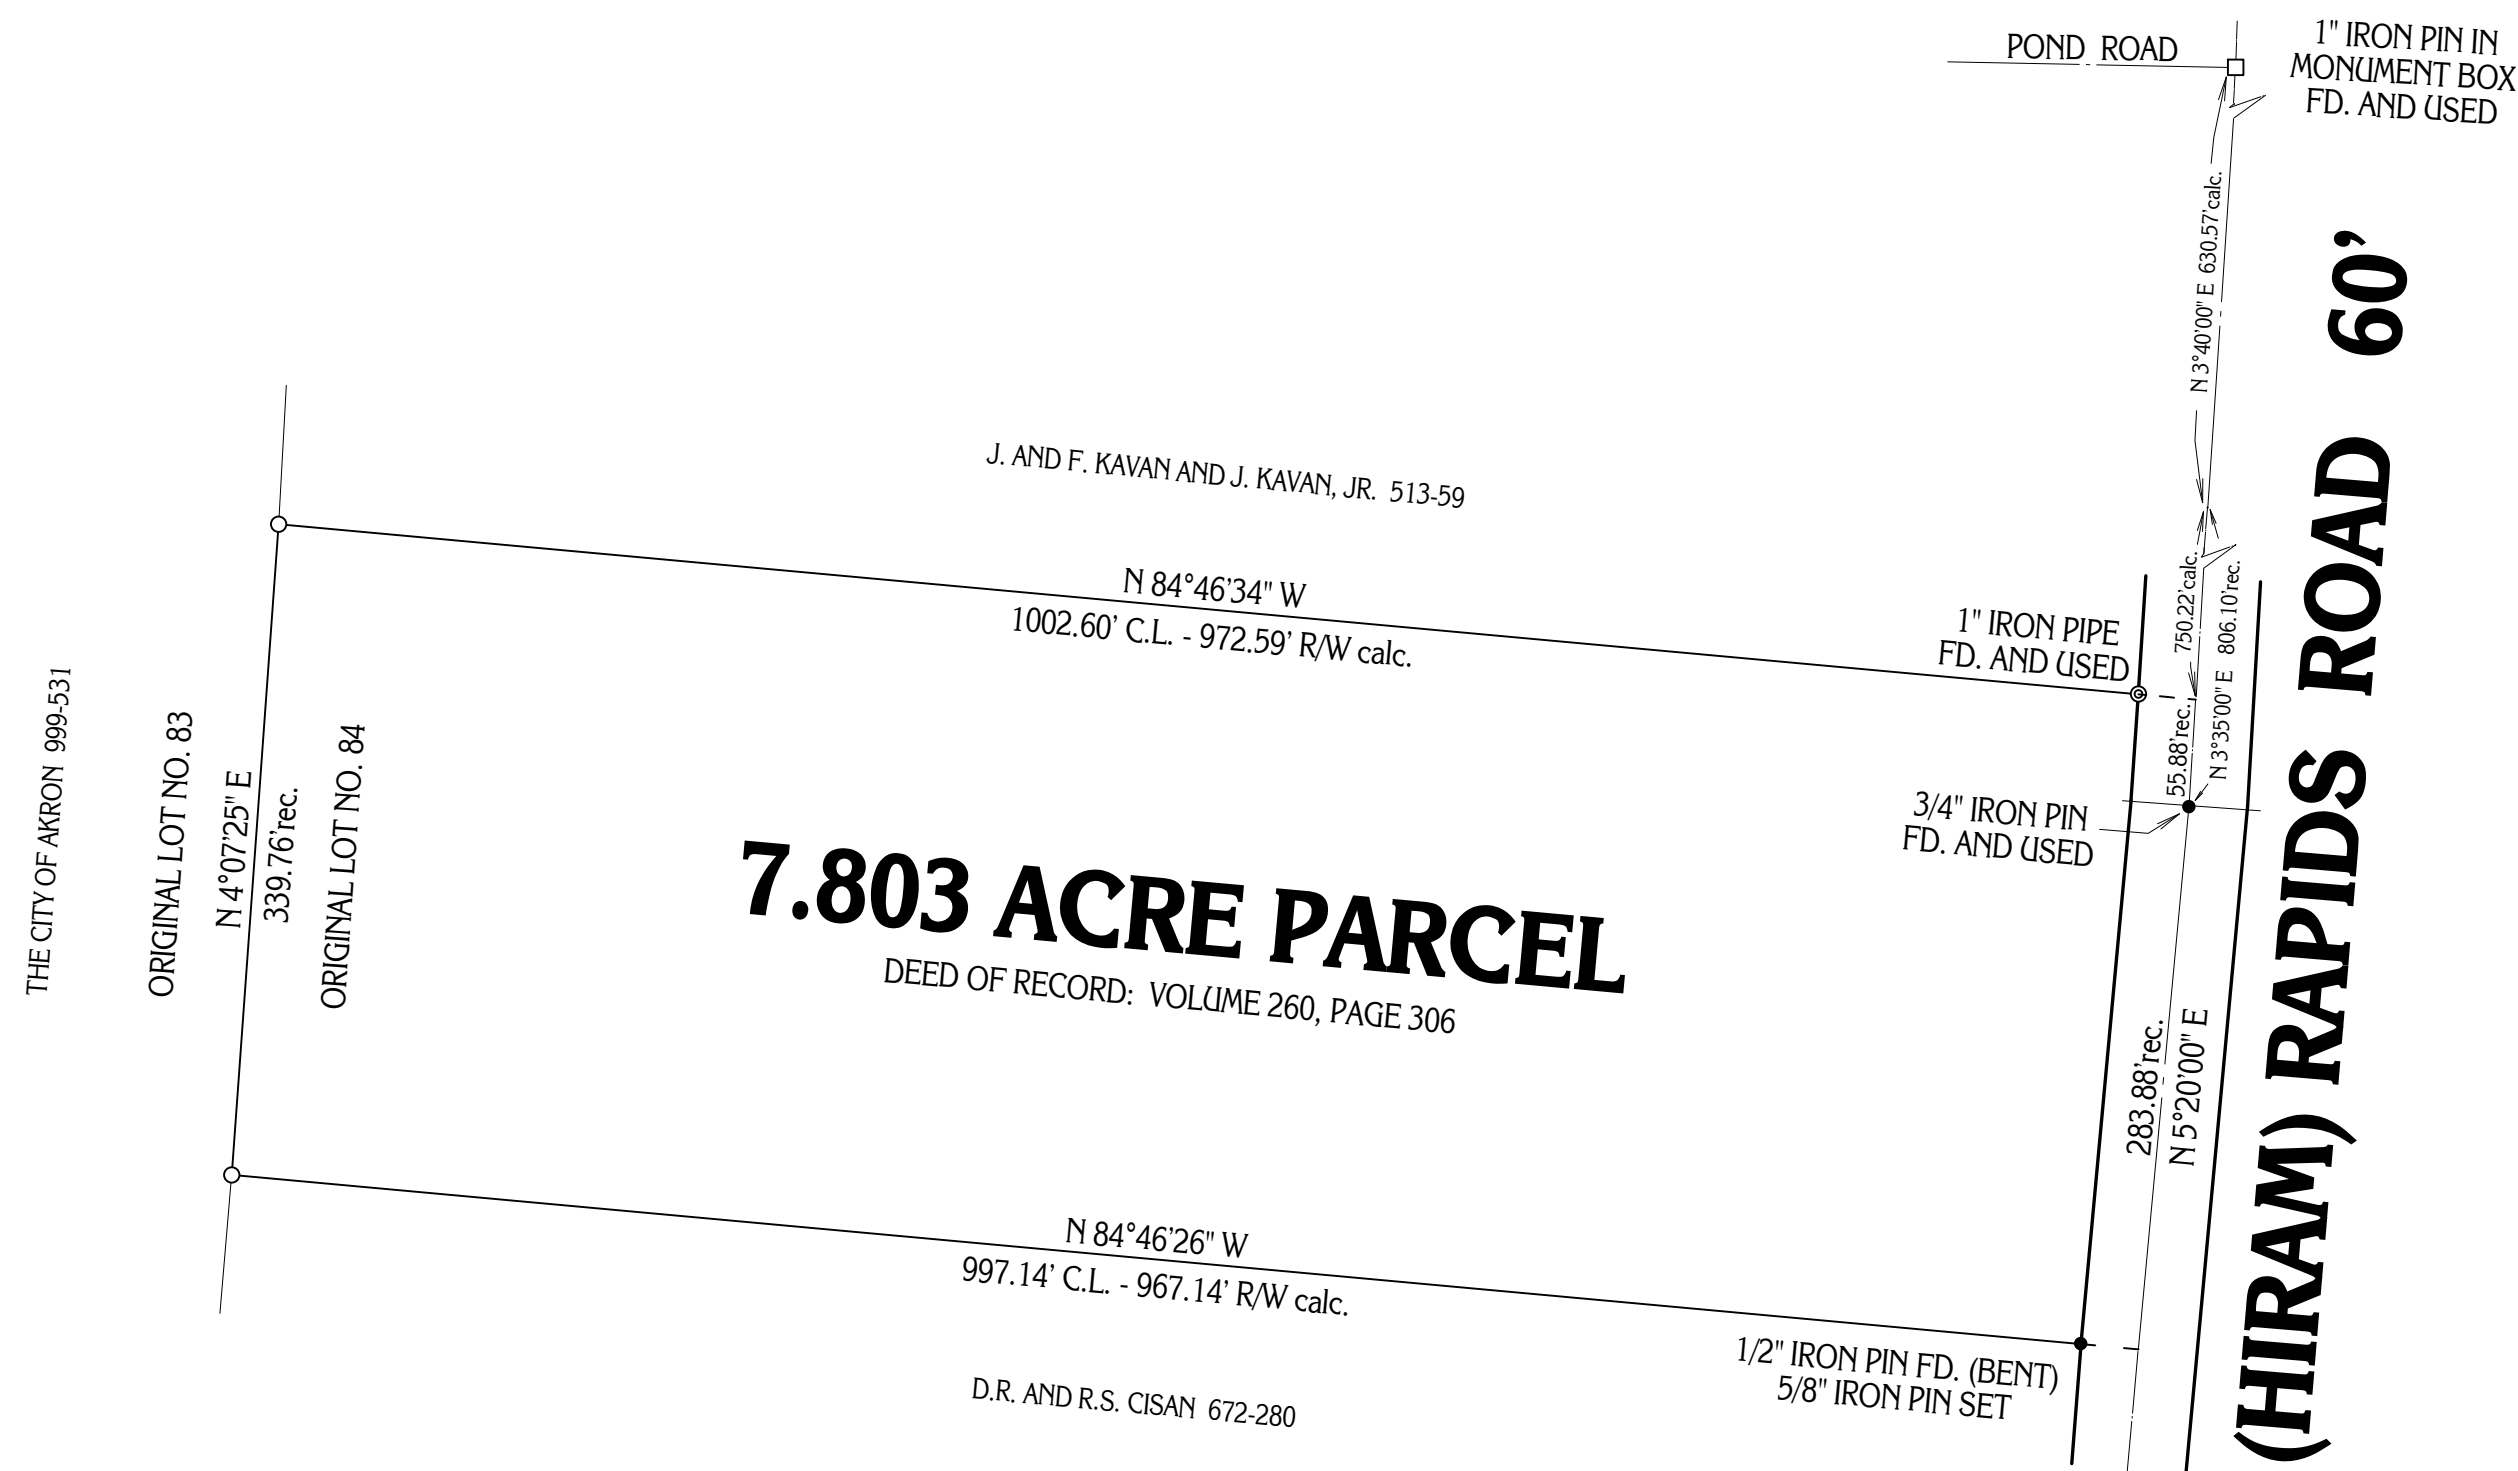 POND ROAD
1" IRON PIN IN
MONUMENT BOX
FD. AND USED
N 3°40'00" E 630.57'calc.
J. AND F. KAVAN AND J. KAVAN, JR. 513-59
N 84°46'34" W
1002.60' C.L. - 972.59' R/W calc.
1" IRON PIPE
FD. AND USED
750.22'calc.
N 3°35'00" E 806.10'rec.
55.88'rec.
3/4" IRON PIN
FD. AND USED
THE CITY OF AKRON 999-531
ORIGINAL LOT NO. 83
N 4°07'25" E
339.76'rec.
ORIGINAL LOT NO. 84
7.803 ACRE PARCEL
DEED OF RECORD: VOLUME 260, PAGE 306
283.88'rec.
N 5°20'00" E
(HIRAM) RAPIDS ROAD 60'
N 84°46'26" W
997.14' C.L. - 967.14' R/W calc.
1/2" IRON PIN FD. (BENT)
5/8" IRON PIN SET
D.R. AND R.S. CISAN 672-280